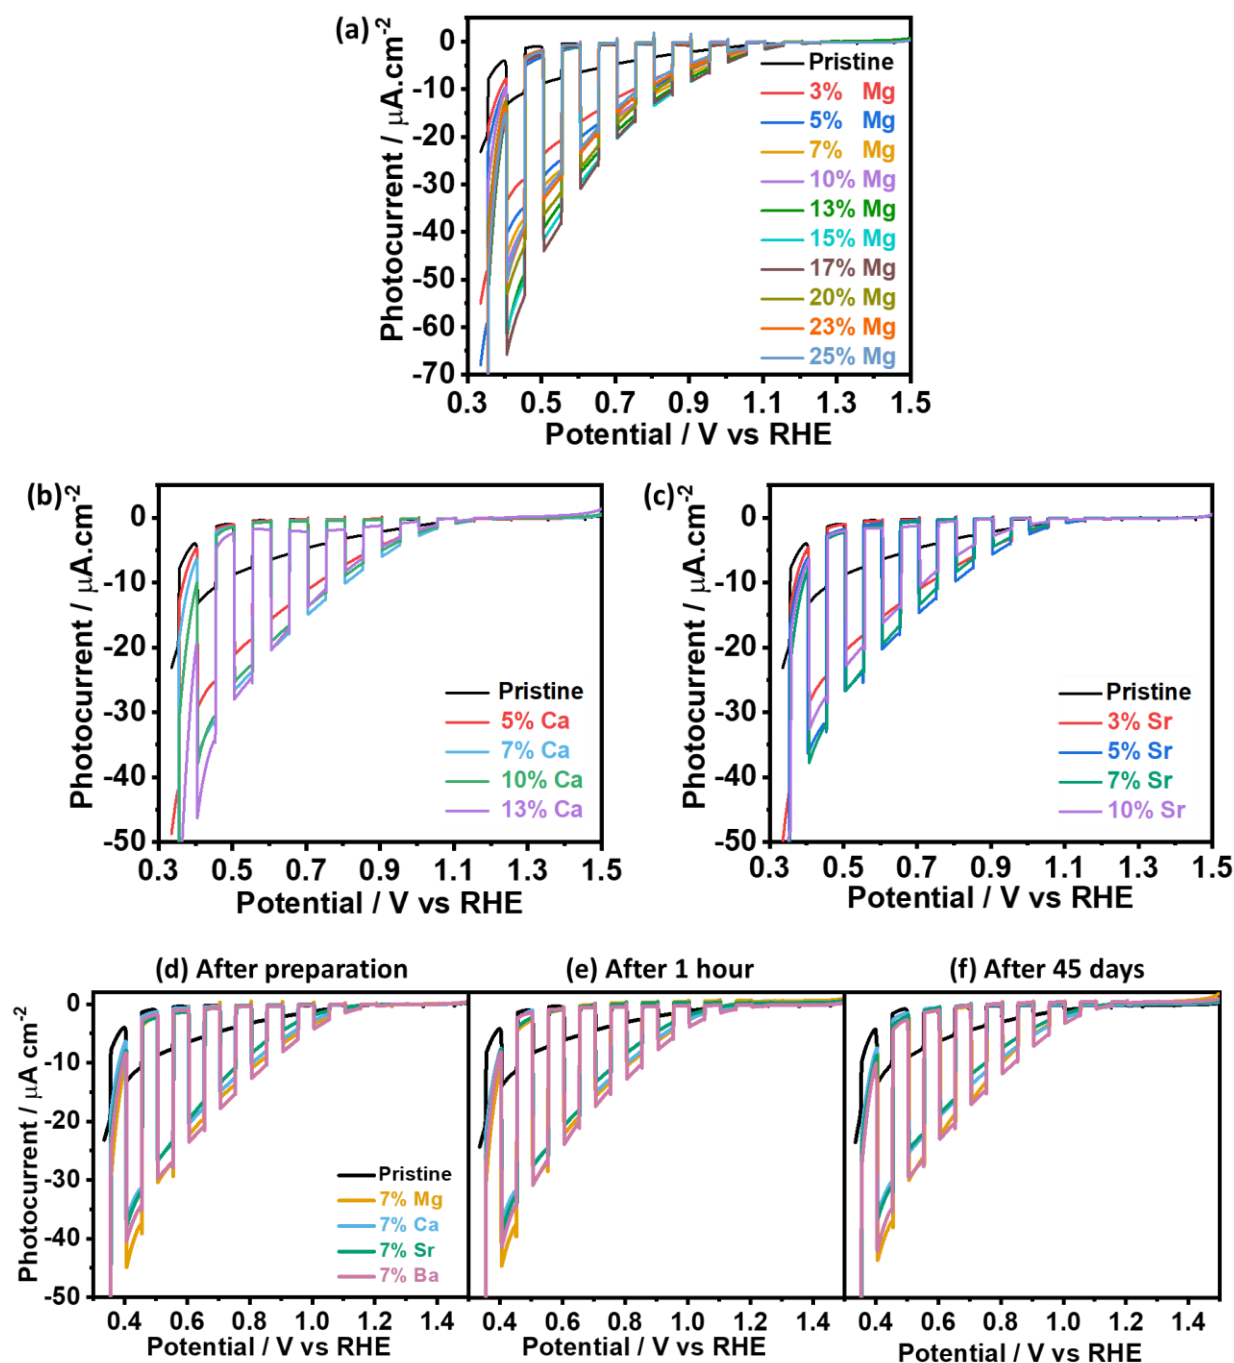 (a)
Photocurrent / μA.cm-2
0
-10
-20
-30
-40
-50
-60
-70
Pristine
3% Mg
5% Mg
7% Mg
10% Mg
13% Mg
15% Mg
17% Mg
20% Mg
23% Mg
25% Mg
0.3 0.5 0.7 0.9 1.1 1.3 1.5
Potential / V vs RHE
(b)
Photocurrent / μA.cm-2
0
-10
-20
-30
-40
-50
Pristine
5% Ca
7% Ca
10% Ca
13% Ca
0.3 0.5 0.7 0.9 1.1 1.3 1.5
Potential / V vs RHE
(c)
Photocurrent / μA.cm-2
0
-10
-20
-30
-40
-50
Pristine
3% Sr
5% Sr
7% Sr
10% Sr
0.3 0.5 0.7 0.9 1.1 1.3 1.5
Potential / V vs RHE
(d) After preparation
(e) After 1 hour
(f) After 45 days
Photocurrent / μA cm-2
0
-10
-20
-30
-40
-50
Pristine
7% Mg
7% Ca
7% Sr
7% Ba
0.4 0.6 0.8 1.0 1.2 1.4
0.4 0.6 0.8 1.0 1.2 1.4
0.4 0.6 0.8 1.0 1.2 1.4
Potential / V vs RHE
Potential / V vs RHE
Potential / V vs RHE